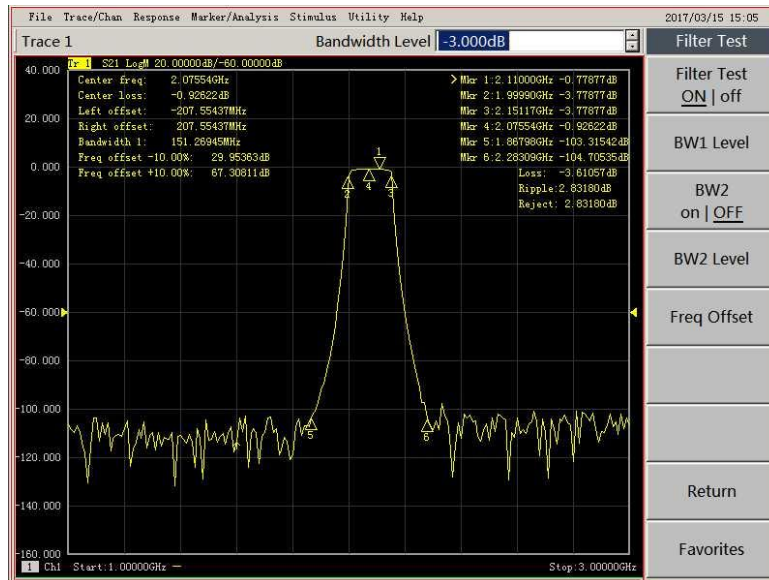 File Trace/Chan Response Marker/Analysis Stimulus Utility Help
2017/03/15 15:05
Trace 1
Bandwidth Level -3.000dB
Filter Test
Tr 1 S21 LogM 20.00000dB/-60.00000dB
40.000
20.000
0.000
-20.000
-40.000
-60.000
-80.000
-100.000
-120.000
-140.000
-160.000
Center freq: 2.07554GHz
Center loss: -0.92622dB
Left offset: -207.55437MHz
Right offset: 207.55437MHz
Bandwidth 1: 151.26945MHz
Freq offset -10.00%: 29.95363dB
Freq offset +10.00%: 67.30811dB
> Mkr 1:2.11000GHz -0.77877dB
Mkr 2:1.99990GHz -3.77877dB
Mkr 3:2.15117GHz -3.77877dB
Mkr 4:2.07554GHz -0.92622dB
Mkr 5:1.86798GHz -103.31542dB
Mkr 6:2.28309GHz -104.70535dB
Loss: -3.61057dB
Ripple:2.83180dB
Reject: 2.83180dB
1
2
4
3
5
6
1 Ch1 Start:1.00000GHz —
Stop:3.00000GHz
Filter Test
ON | off
BW1 Level
BW2
on | OFF
BW2 Level
Freq Offset
Return
Favorites